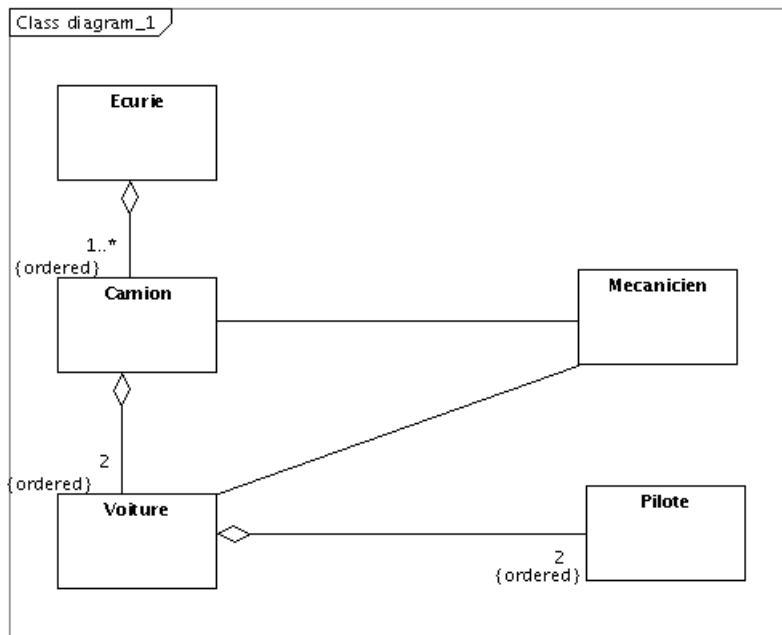 Class diagram_1
Ecurie
1..*
{ordered}
Camion
Mecanicien
2
{ordered}
Voiture
Pilote
2
{ordered}